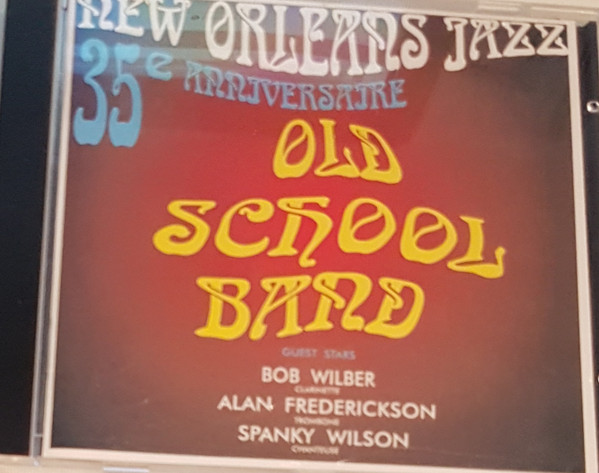 NEW ORLEANS JAZZ
35e ANNIVERSAIRE
OLD
SCHOOL
BAND
GUEST STARS
BOB WILBER
CLARINETTE
ALAN FREDERICKSON
TROMBONE
SPANKY WILSON
CHANTEUSE